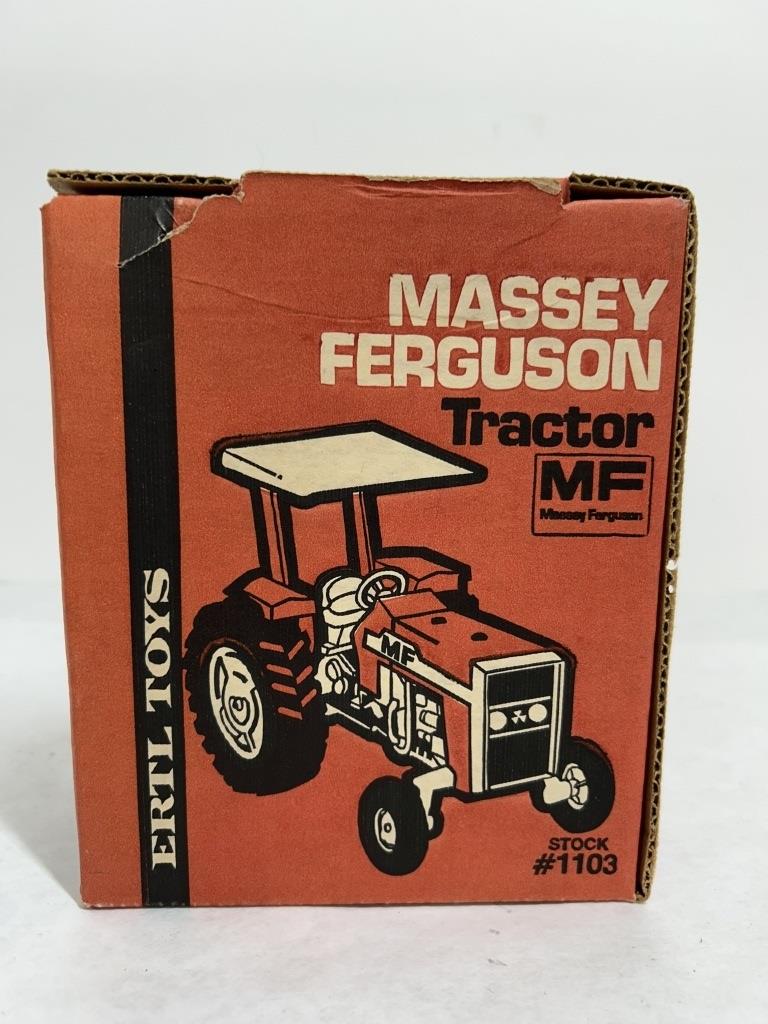 MASSEY
FERGUSON
Tractor
MF
Massey Ferguson
MF
ERTL TOYS
STOCK
#1103